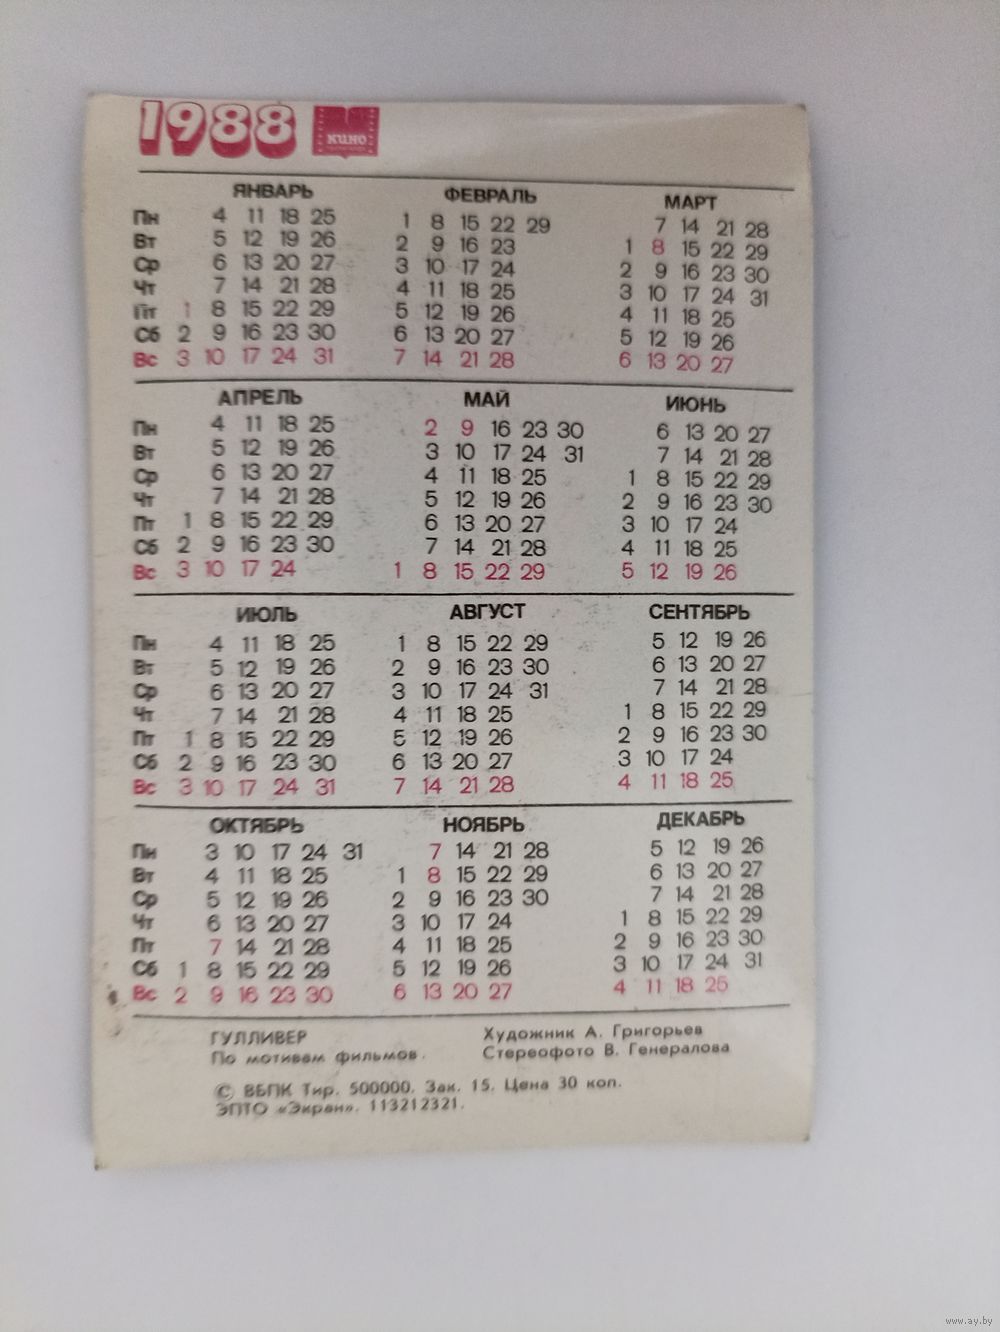 1988 КИНО
ЯНВАРЬ ФЕВРАЛЬ МАРТ
Пн 4 11 18 25 1 8 15 22 29 7 14 21 28
Вт 5 12 19 26 2 9 16 23 1 8 15 22 29
Ср 6 13 20 27 3 10 17 24 2 9 16 23 30
Чт 7 14 21 28 4 11 18 25 3 10 17 24 31
Пт 1 8 15 22 29 5 12 19 26 4 11 18 25
Сб 2 9 16 23 30 6 13 20 27 5 12 19 26
Вс 3 10 17 24 31 7 14 21 28 6 13 20 27
АПРЕЛЬ МАЙ ИЮНЬ
Пн 4 11 18 25 2 9 16 23 30 6 13 20 27
Вт 5 12 19 26 3 10 17 24 31 7 14 21 28
Ср 6 13 20 27 4 11 18 25 1 8 15 22 29
Чт 7 14 21 28 5 12 19 26 2 9 16 23 30
Пт 1 8 15 22 29 6 13 20 27 3 10 17 24
Сб 2 9 16 23 30 7 14 21 28 4 11 18 25
Вс 3 10 17 24 1 8 15 22 29 5 12 19 26
ИЮЛЬ АВГУСТ СЕНТЯБРЬ
Пн 4 11 18 25 1 8 15 22 29 5 12 19 26
Вт 5 12 19 26 2 9 16 23 30 6 13 20 27
Ср 6 13 20 27 3 10 17 24 31 7 14 21 28
Чт 7 14 21 28 4 11 18 25 1 8 15 22 29
Пт 1 8 15 22 29 5 12 19 26 2 9 16 23 30
Сб 2 9 16 23 30 6 13 20 27 3 10 17 24
Вс 3 10 17 24 31 7 14 21 28 4 11 18 25
ОКТЯБРЬ НОЯБРЬ ДЕКАБРЬ
Пн 3 10 17 24 31 7 14 21 28 5 12 19 26
Вт 4 11 18 25 1 8 15 22 29 6 13 20 27
Ср 5 12 19 26 2 9 16 23 30 7 14 21 28
Чт 6 13 20 27 3 10 17 24 1 8 15 22 29
Пт 7 14 21 28 4 11 18 25 2 9 16 23 30
Сб 1 8 15 22 29 5 12 19 26 3 10 17 24 31
Вс 2 9 16 23 30 6 13 20 27 4 11 18 25
ГУЛЛИВЕР Художник А. Григорьев
По мотивам фильмов. Стереофото В. Генералова
© ВБПК Тир. 500000. Зак. 15. Цена 30 коп.
ЭПТО «Экран». 113212321.
www.ay.by